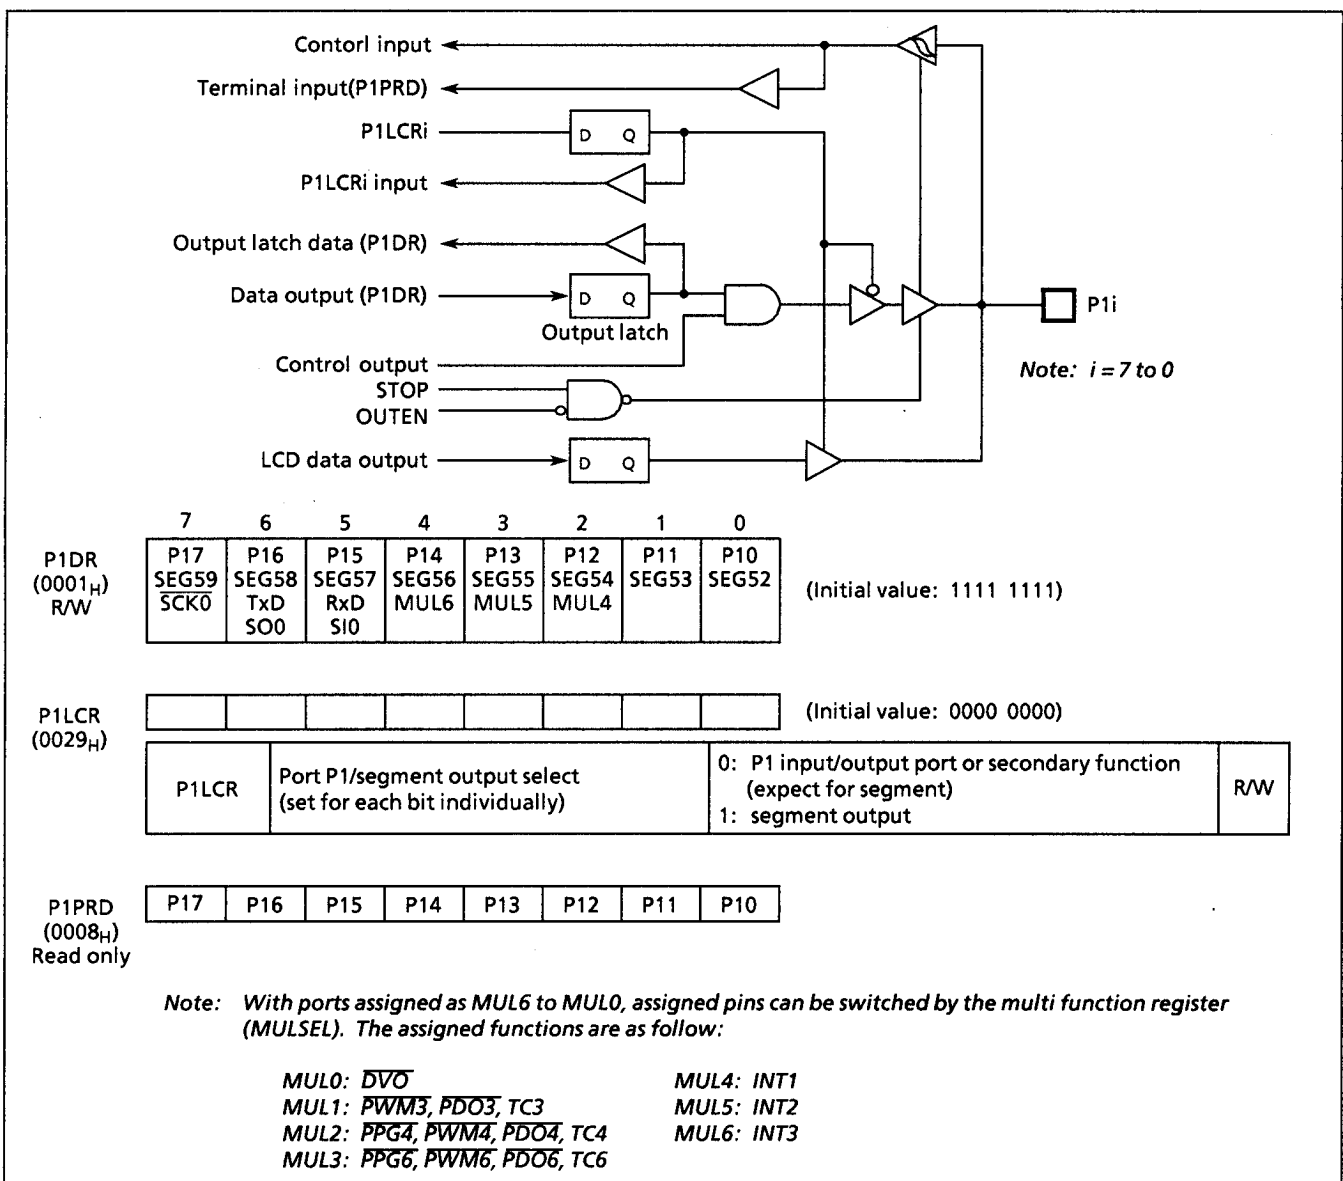 Contorl input
Terminal input(P1PRD)
P1LCRi
D Q
P1LCRi input
Output latch data (P1DR)
Data output (P1DR)
D Q
Output latch
P1i
Control output
Note: i = 7 to 0
STOP
OUTEN
LCD data output
D Q
7 6 5 4 3 2 1 0
P1DR
(0001H)
R/W
P17 P16 P15 P14 P13 P12 P11 P10
SEG59 SEG58 SEG57 SEG56 SEG55 SEG54 SEG53 SEG52
SCK0 TxD RxD MUL6 MUL5 MUL4
SO0 SI0
(Initial value: 1111 1111)
P1LCR
(0029H)
(Initial value: 0000 0000)
P1LCR
Port P1/segment output select
(set for each bit individually)
0: P1 input/output port or secondary function
(expect for segment)
1: segment output
R/W
P1PRD
(0008H)
Read only
P17 P16 P15 P14 P13 P12 P11 P10
Note: With ports assigned as MUL6 to MUL0, assigned pins can be switched by the multi function register
(MULSEL). The assigned functions are as follow:
MUL0: DVO MUL4: INT1
MUL1: PWM3, PDO3, TC3 MUL5: INT2
MUL2: PPG4, PWM4, PDO4, TC4 MUL6: INT3
MUL3: PPG6, PWM6, PDO6, TC6